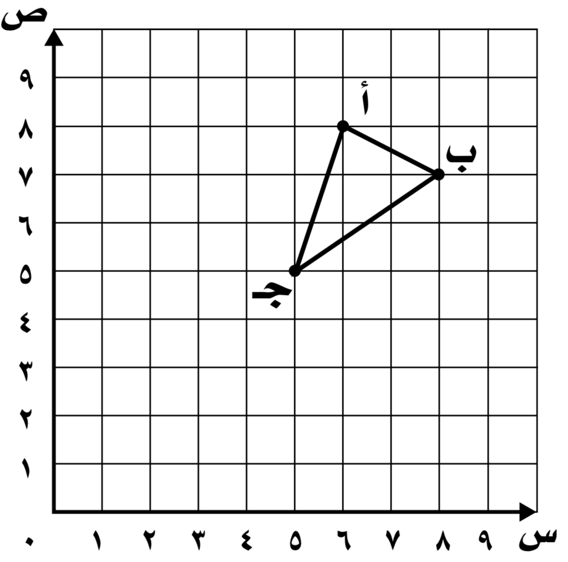 ص
٩
أ
٨
ب
٧
٦
٥
جـ
٤
٣
٢
١
٠ ١ ٢ ٣ ٤ ٥ ٦ ٧ ٨ ٩ س